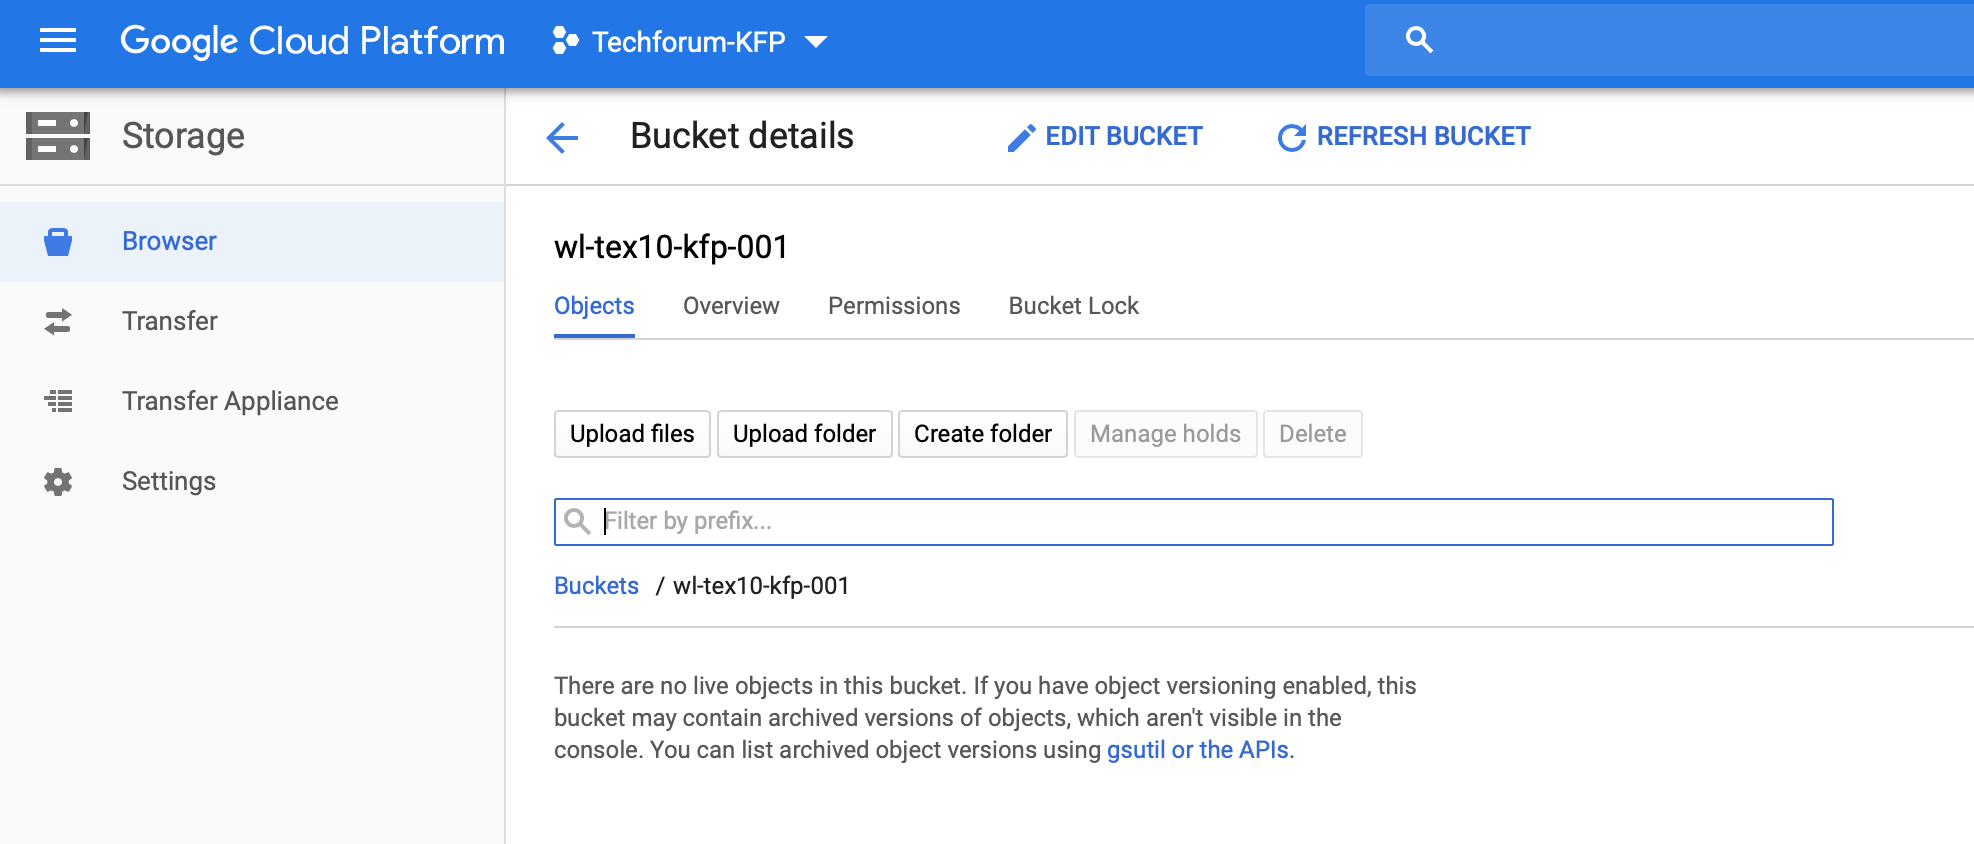 Google Cloud Platform
Techforum-KFP
Storage
Bucket details
EDIT BUCKET
REFRESH BUCKET
Browser
Transfer
Transfer Appliance
Settings
wl-tex10-kfp-001
Objects
Overview
Permissions
Bucket Lock
Upload files
Upload folder
Create folder
Manage holds
Delete
Filter by prefix...
Buckets / wl-tex10-kfp-001
There are no live objects in this bucket. If you have object versioning enabled, this
bucket may contain archived versions of objects, which aren't visible in the
console. You can list archived object versions using gsutil or the APIs.